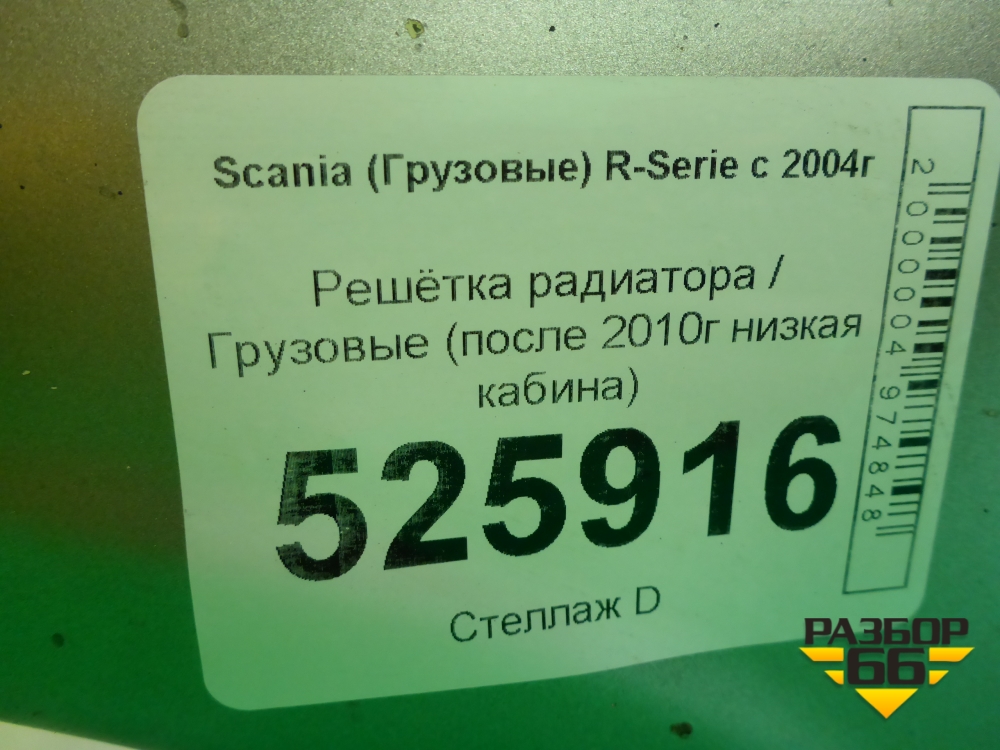 Scania (Грузовые) R-Serie с 2004г
Решётка радиатора /
Грузовые (после 2010г низкая
кабина)
525916
Стеллаж D
2000004974848
РАЗБОР
66